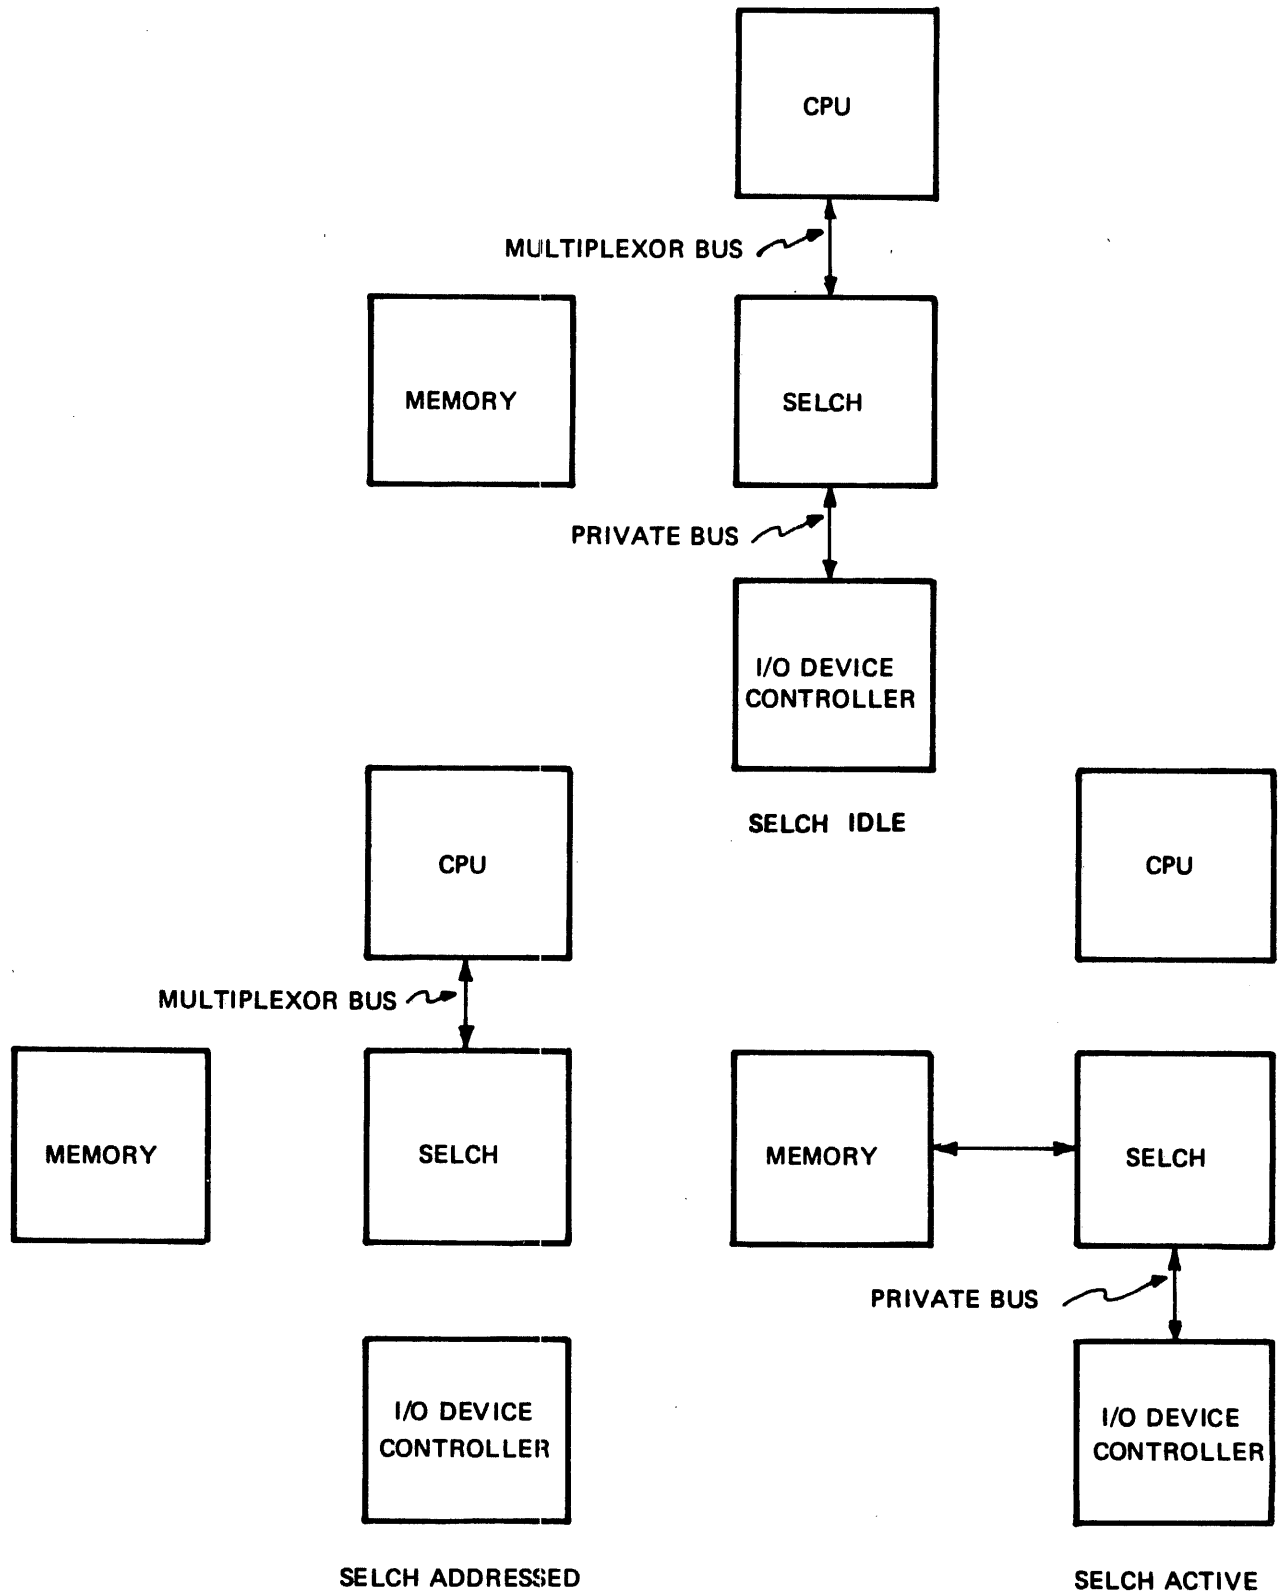 CPU
MULTIPLEXOR BUS
MEMORY
SELCH
PRIVATE BUS
I/O DEVICE
CONTROLLER
SELCH IDLE
CPU
MULTIPLEXOR BUS
MEMORY
SELCH
I/O DEVICE
CONTROLLER
SELCH ADDRESSED
CPU
MEMORY
SELCH
PRIVATE BUS
I/O DEVICE
CONTROLLER
SELCH ACTIVE